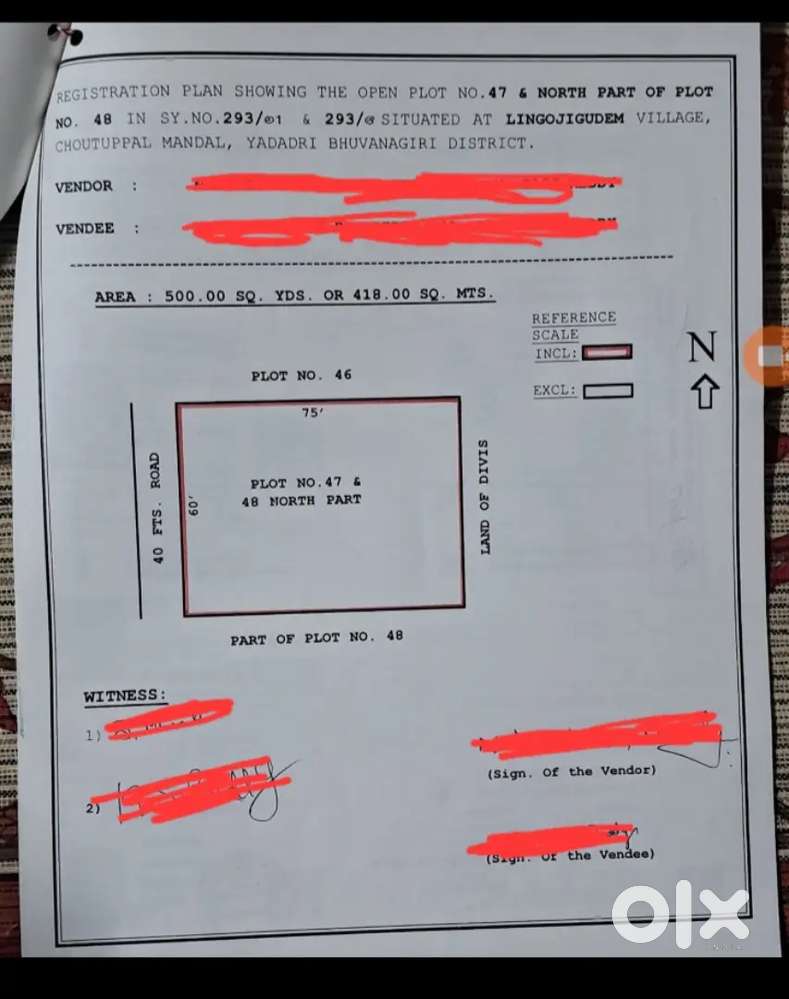 REGISTRATION PLAN SHOWING THE OPEN PLOT NO.47 & NORTH PART OF PLOT
NO. 48 IN SY.NO.293/ & 293/ SITUATED AT LINGOJIGUDEM VILLAGE,
CHOUTUPPAL MANDAL, YADADRI BHUVANAGIRI DISTRICT.
VENDOR :
VENDEE :
AREA : 500.00 SQ. YDS. OR 418.00 SQ. MTS.
REFERENCE
SCALE
INCL:
EXCL:
N
PLOT NO. 46
75'
40 FTS. ROAD
60'
PLOT NO.47 &
48 NORTH PART
LAND OF DIVIS
PART OF PLOT NO. 48
WITNESS:
1)
(Sign. Of the Vendor)
2)
(Sign. Of the Vendee)
olx